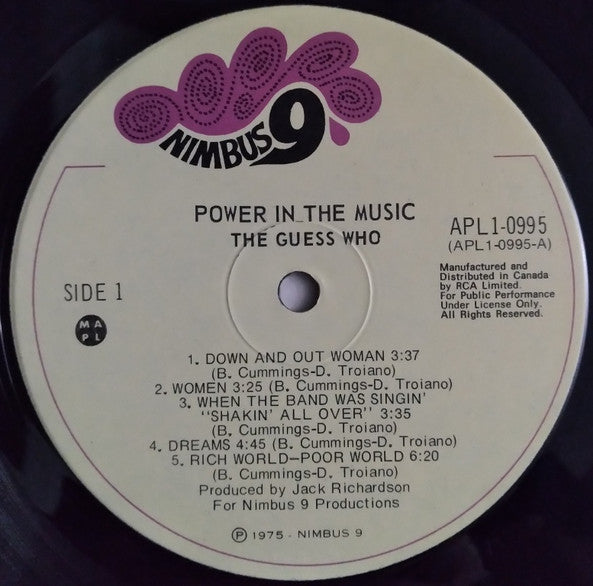 NIMBUS 9
POWER IN THE MUSIC
THE GUESS WHO
APL1-0995
(APL1-0995-A)
Manufactured and
Distributed in Canada
by RCA Limited.
For Public Performance
Under License Only.
All Rights Reserved.
SIDE 1
M A
P L
1. DOWN AND OUT WOMAN 3:37
(B. Cummings-D. Troiano)
2. WOMEN 3:25 (B. Cummings-D. Troiano)
3. WHEN THE BAND WAS SINGIN'
"SHAKIN' ALL OVER" 3:35
(B. Cummings-D. Troiano)
4. DREAMS 4:45 (B. Cummings-D. Troiano)
5. RICH WORLD—POOR WORLD 6:20
(B. Cummings-D. Troiano)
Produced by Jack Richardson
For Nimbus 9 Productions
Ⓟ 1975 - NIMBUS 9